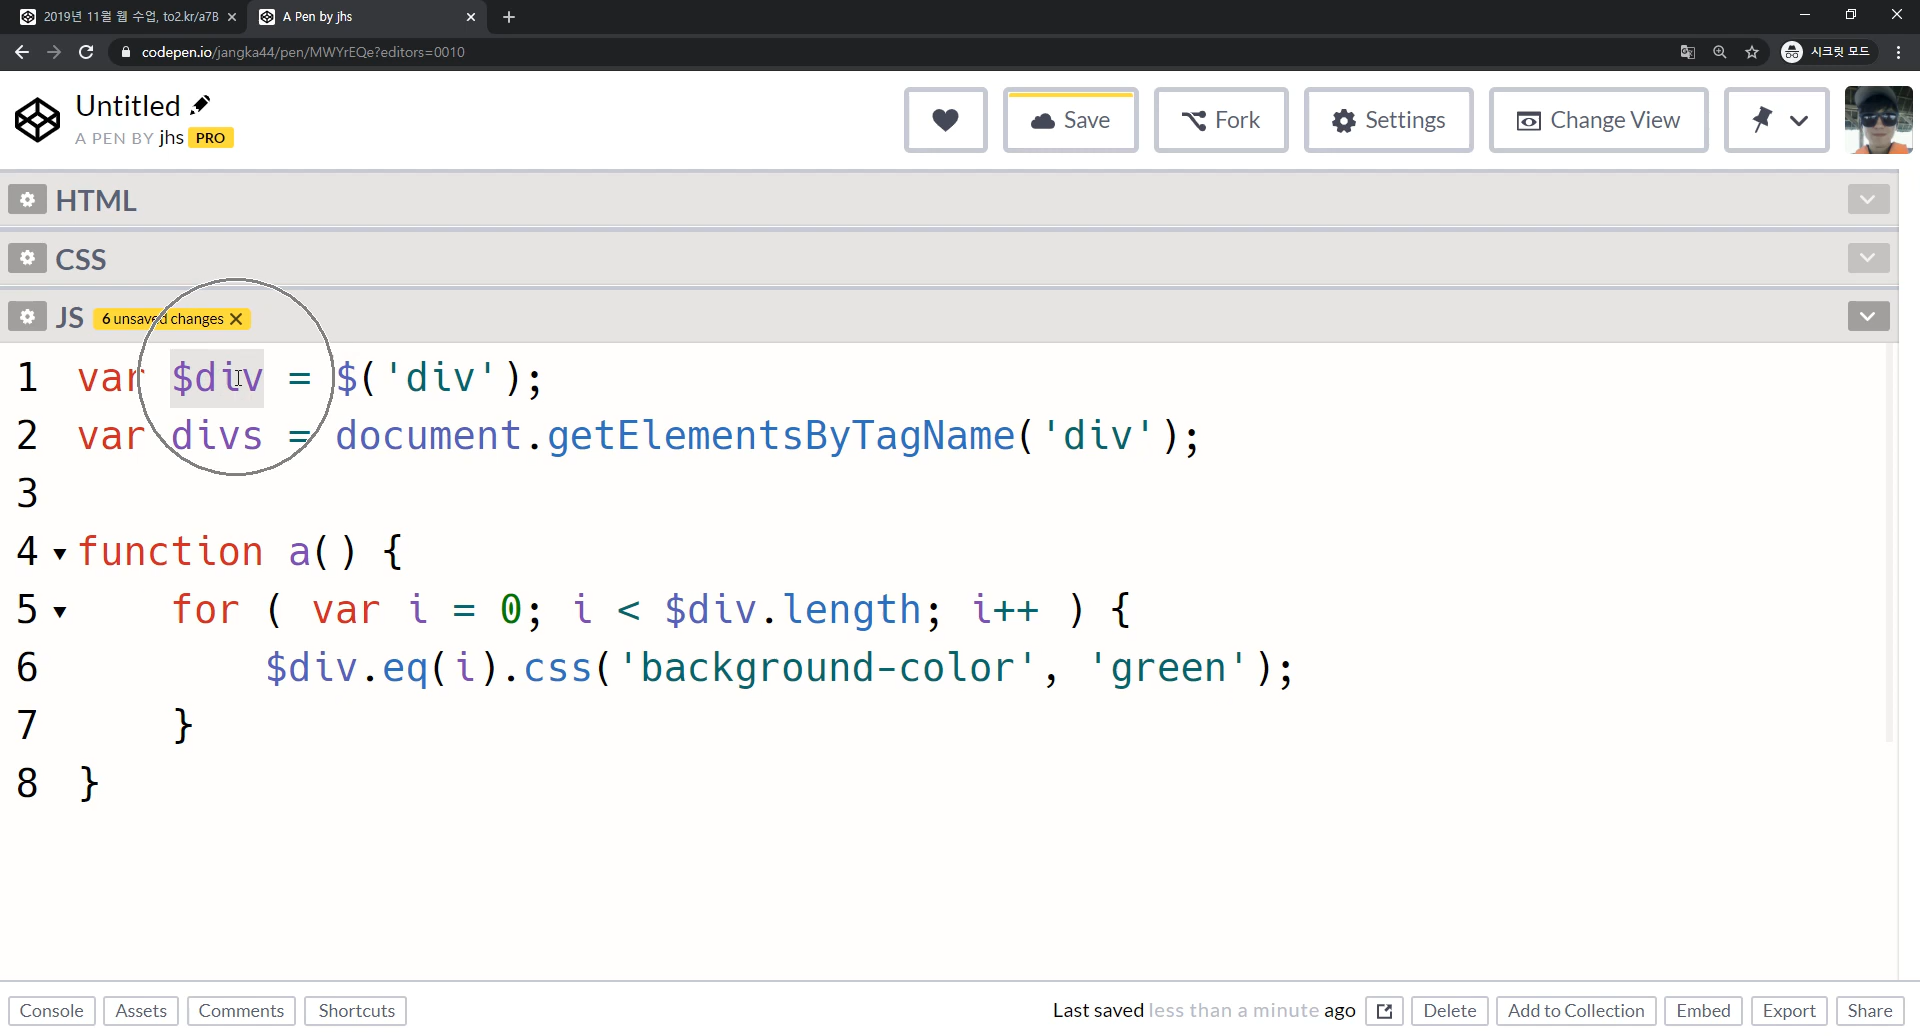 2019년 11월 웹 수업, to2.kr/a7B
A Pen by jhs
codepen.io/jangka44/pen/MWYrEQe?editors=0010
시크릿 모드
Untitled
A PEN BY jhs PRO
Save
Fork
Settings
Change View
HTML
CSS
JS 6 unsaved changes
1 var $div = $('div');
2 var divs = document.getElementsByTagName('div');
3
4 function a() {
5 for ( var i = 0; i < $div.length; i++ ) {
6 $div.eq(i).css('background-color', 'green');
7 }
8 }
Console Assets Comments Shortcuts Last saved less than a minute ago Delete Add to Collection Embed Export Share